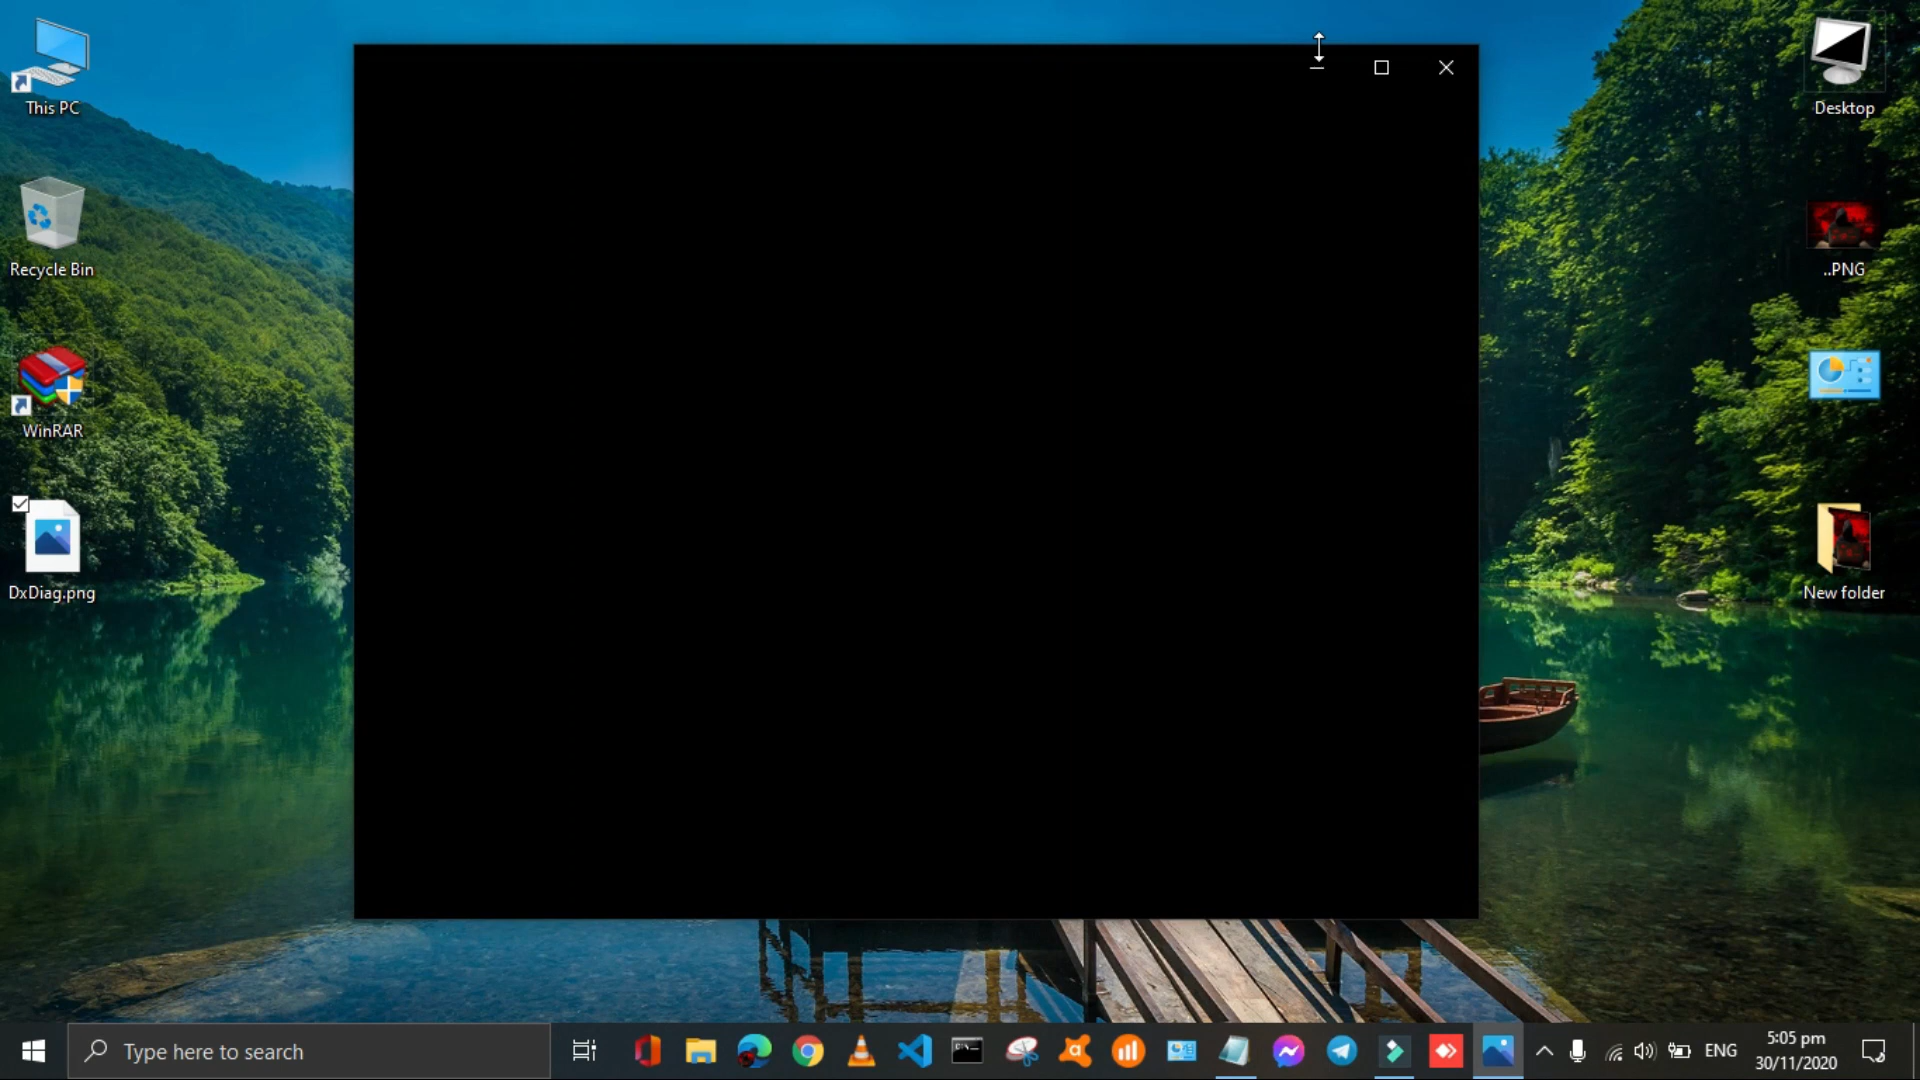 This PC
Recycle Bin
WinRAR
DxDiag.png
Desktop
..PNG
New folder
Type here to search
ENG
5:05 pm
30/11/2020